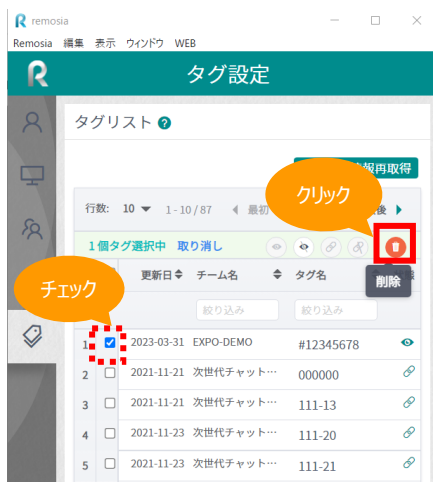 remosia
Remosia 編集 表示 ウィンドウ WEB
タグ設定
タグリスト ?
報再取得
クリック
行数: 10 1 - 10 / 87 最初 後
1 個タグ選択中 取り消し
削除
チェック
更新日 チーム名 タグ名
絞り込み 絞り込み
1 2023-03-31 EXPO-DEMO #12345678
2 2021-11-21 次世代チャット… 000000
3 2021-11-21 次世代チャット… 111-13
4 2021-11-23 次世代チャット… 111-20
5 2021-11-23 次世代チャット… 111-21